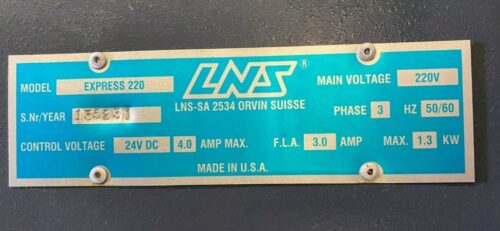 LNS®
LNS-SA 2534 ORVIN SUISSE
MODEL EXPRESS 220
MAIN VOLTAGE 220V
S.Nr/YEAR
PHASE 3 HZ 50/60
CONTROL VOLTAGE 24V DC 4.0 AMP MAX. F.L.A. 3.0 AMP MAX. 1.3 KW
MADE IN U.S.A.